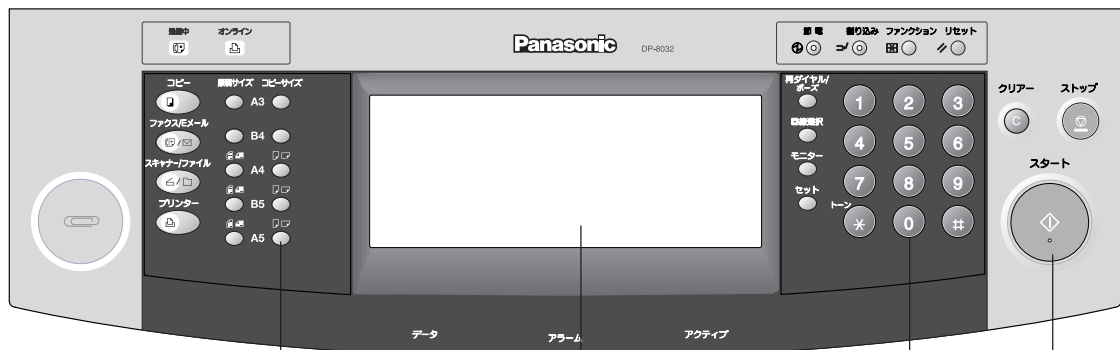 通信中 オンライン
Panasonic DP-8032
節電 割り込み ファンクション リセット
コピー 原稿サイズ コピーサイズ
A3
ファクス/Eメール
B4
スキャナー/ファイル
A4
プリンター
B5
A5
再ダイヤル/
ポーズ
回線選択
モニター
セット
トーン
1 2 3
4 5 6
7 8 9
* 0 #
クリアー ストップ
C
スタート
データ アラーム アクティブ